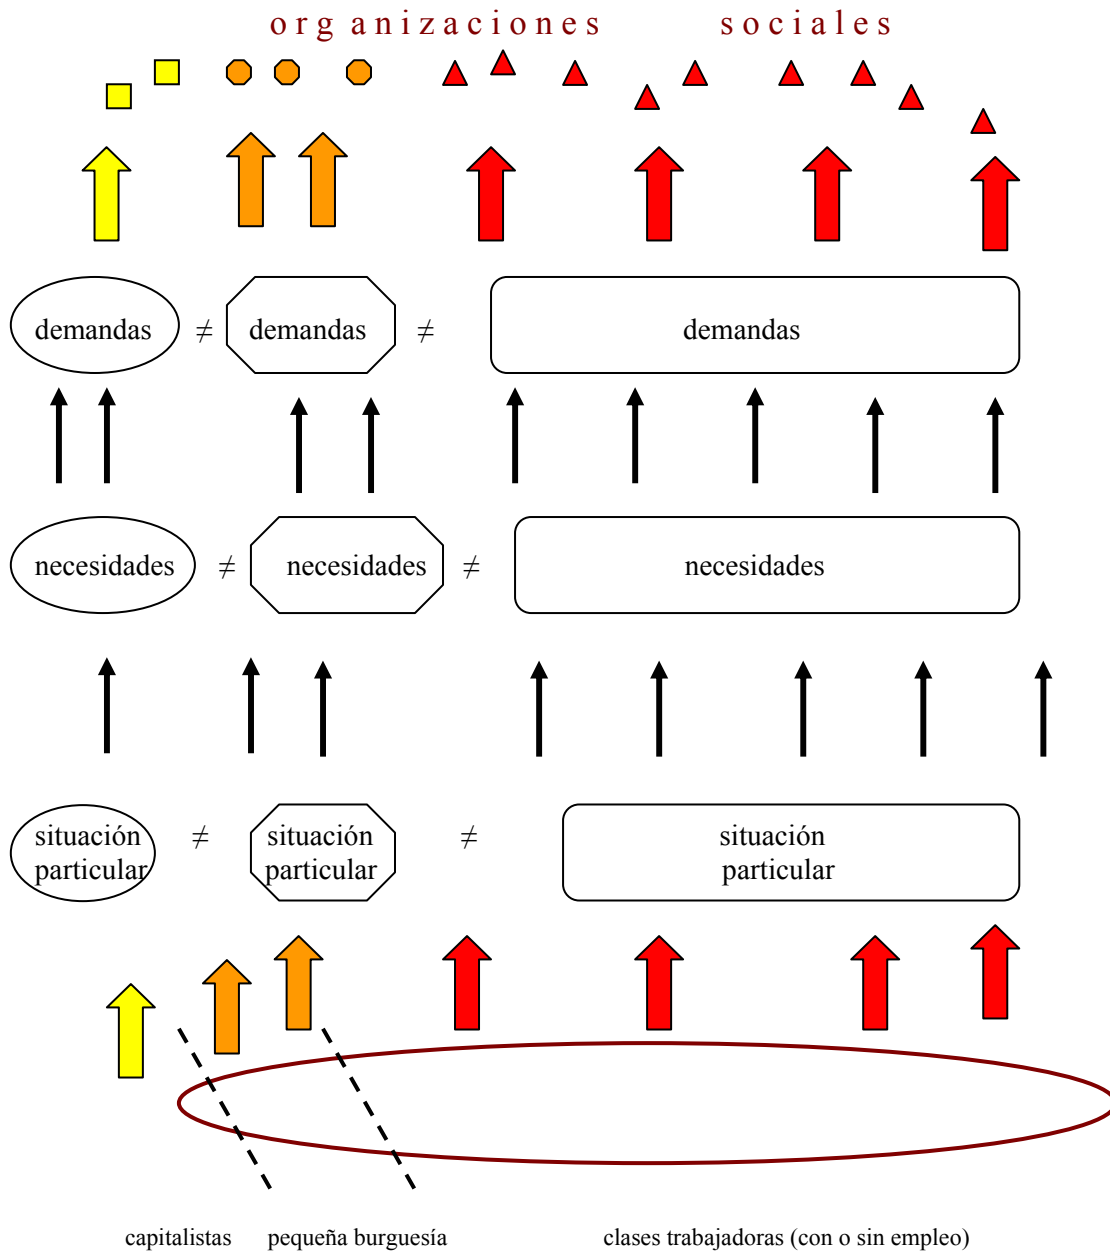 organizaciones sociales
demandas ≠ demandas ≠ demandas
necesidades ≠ necesidades ≠ necesidades
situación ≠ situación ≠ situación
particular particular particular
capitalistas pequeña burguesía clases trabajadoras (con o sin empleo)